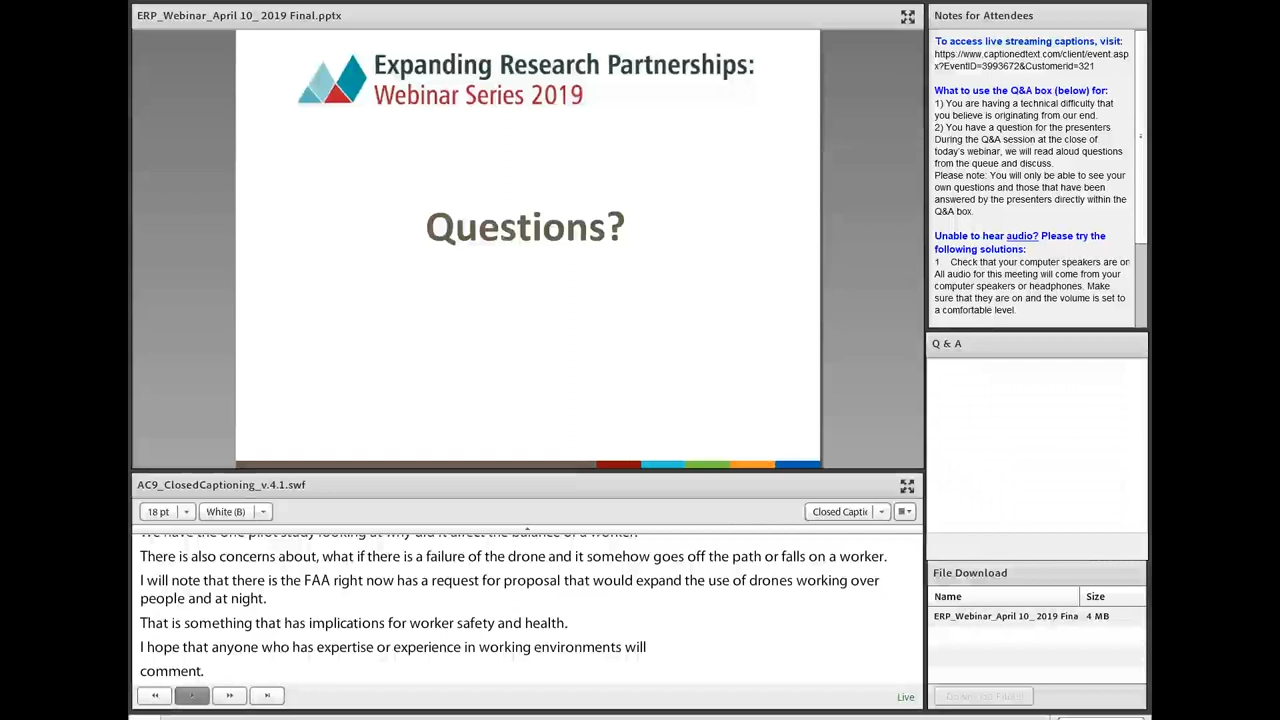 ERP_Webinar_April 10_ 2019 Final.pptx
Expanding Research Partnerships:
Webinar Series 2019
Questions?
AC9_ClosedCaptioning_v.4.1.swf
18 pt
White (B)
Closed Captic
We have the one pilot study looking at why did it affect the balance of a worker.
There is also concerns about, what if there is a failure of the drone and it somehow goes off the path or falls on a worker.
I will note that there is the FAA right now has a request for proposal that would expand the use of drones working over
people and at night.
That is something that has implications for worker safety and health.
I hope that anyone who has expertise or experience in working environments will
comment.
Live
Notes for Attendees
To access live streaming captions, visit:
https://www.captionedtext.com/client/event.asp
x?EventID=3993672&CustomerId=321
What to use the Q&A box (below) for:
1) You are having a technical difficulty that
you believe is originating from our end.
2) You have a question for the presenters
During the Q&A session at the close of
today's webinar, we will read aloud questions
from the queue and discuss.
Please note: You will only be able to see your
own questions and those that have been
answered by the presenters directly within the
Q&A box.
Unable to hear audio? Please try the
following solutions:
1 Check that your computer speakers are on
All audio for this meeting will come from your
computer speakers or headphones. Make
sure that they are on and the volume is set to
a comfortable level.
Q & A
File Download
Name Size
ERP_Webinar_April 10_ 2019 Fina 4 MB
Download File(s)